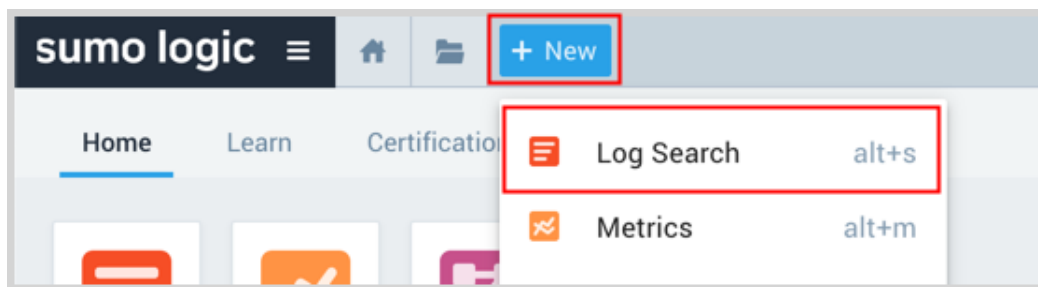 sumo logic + New
Home Learn Certification
Log Search alt+s
Metrics alt+m